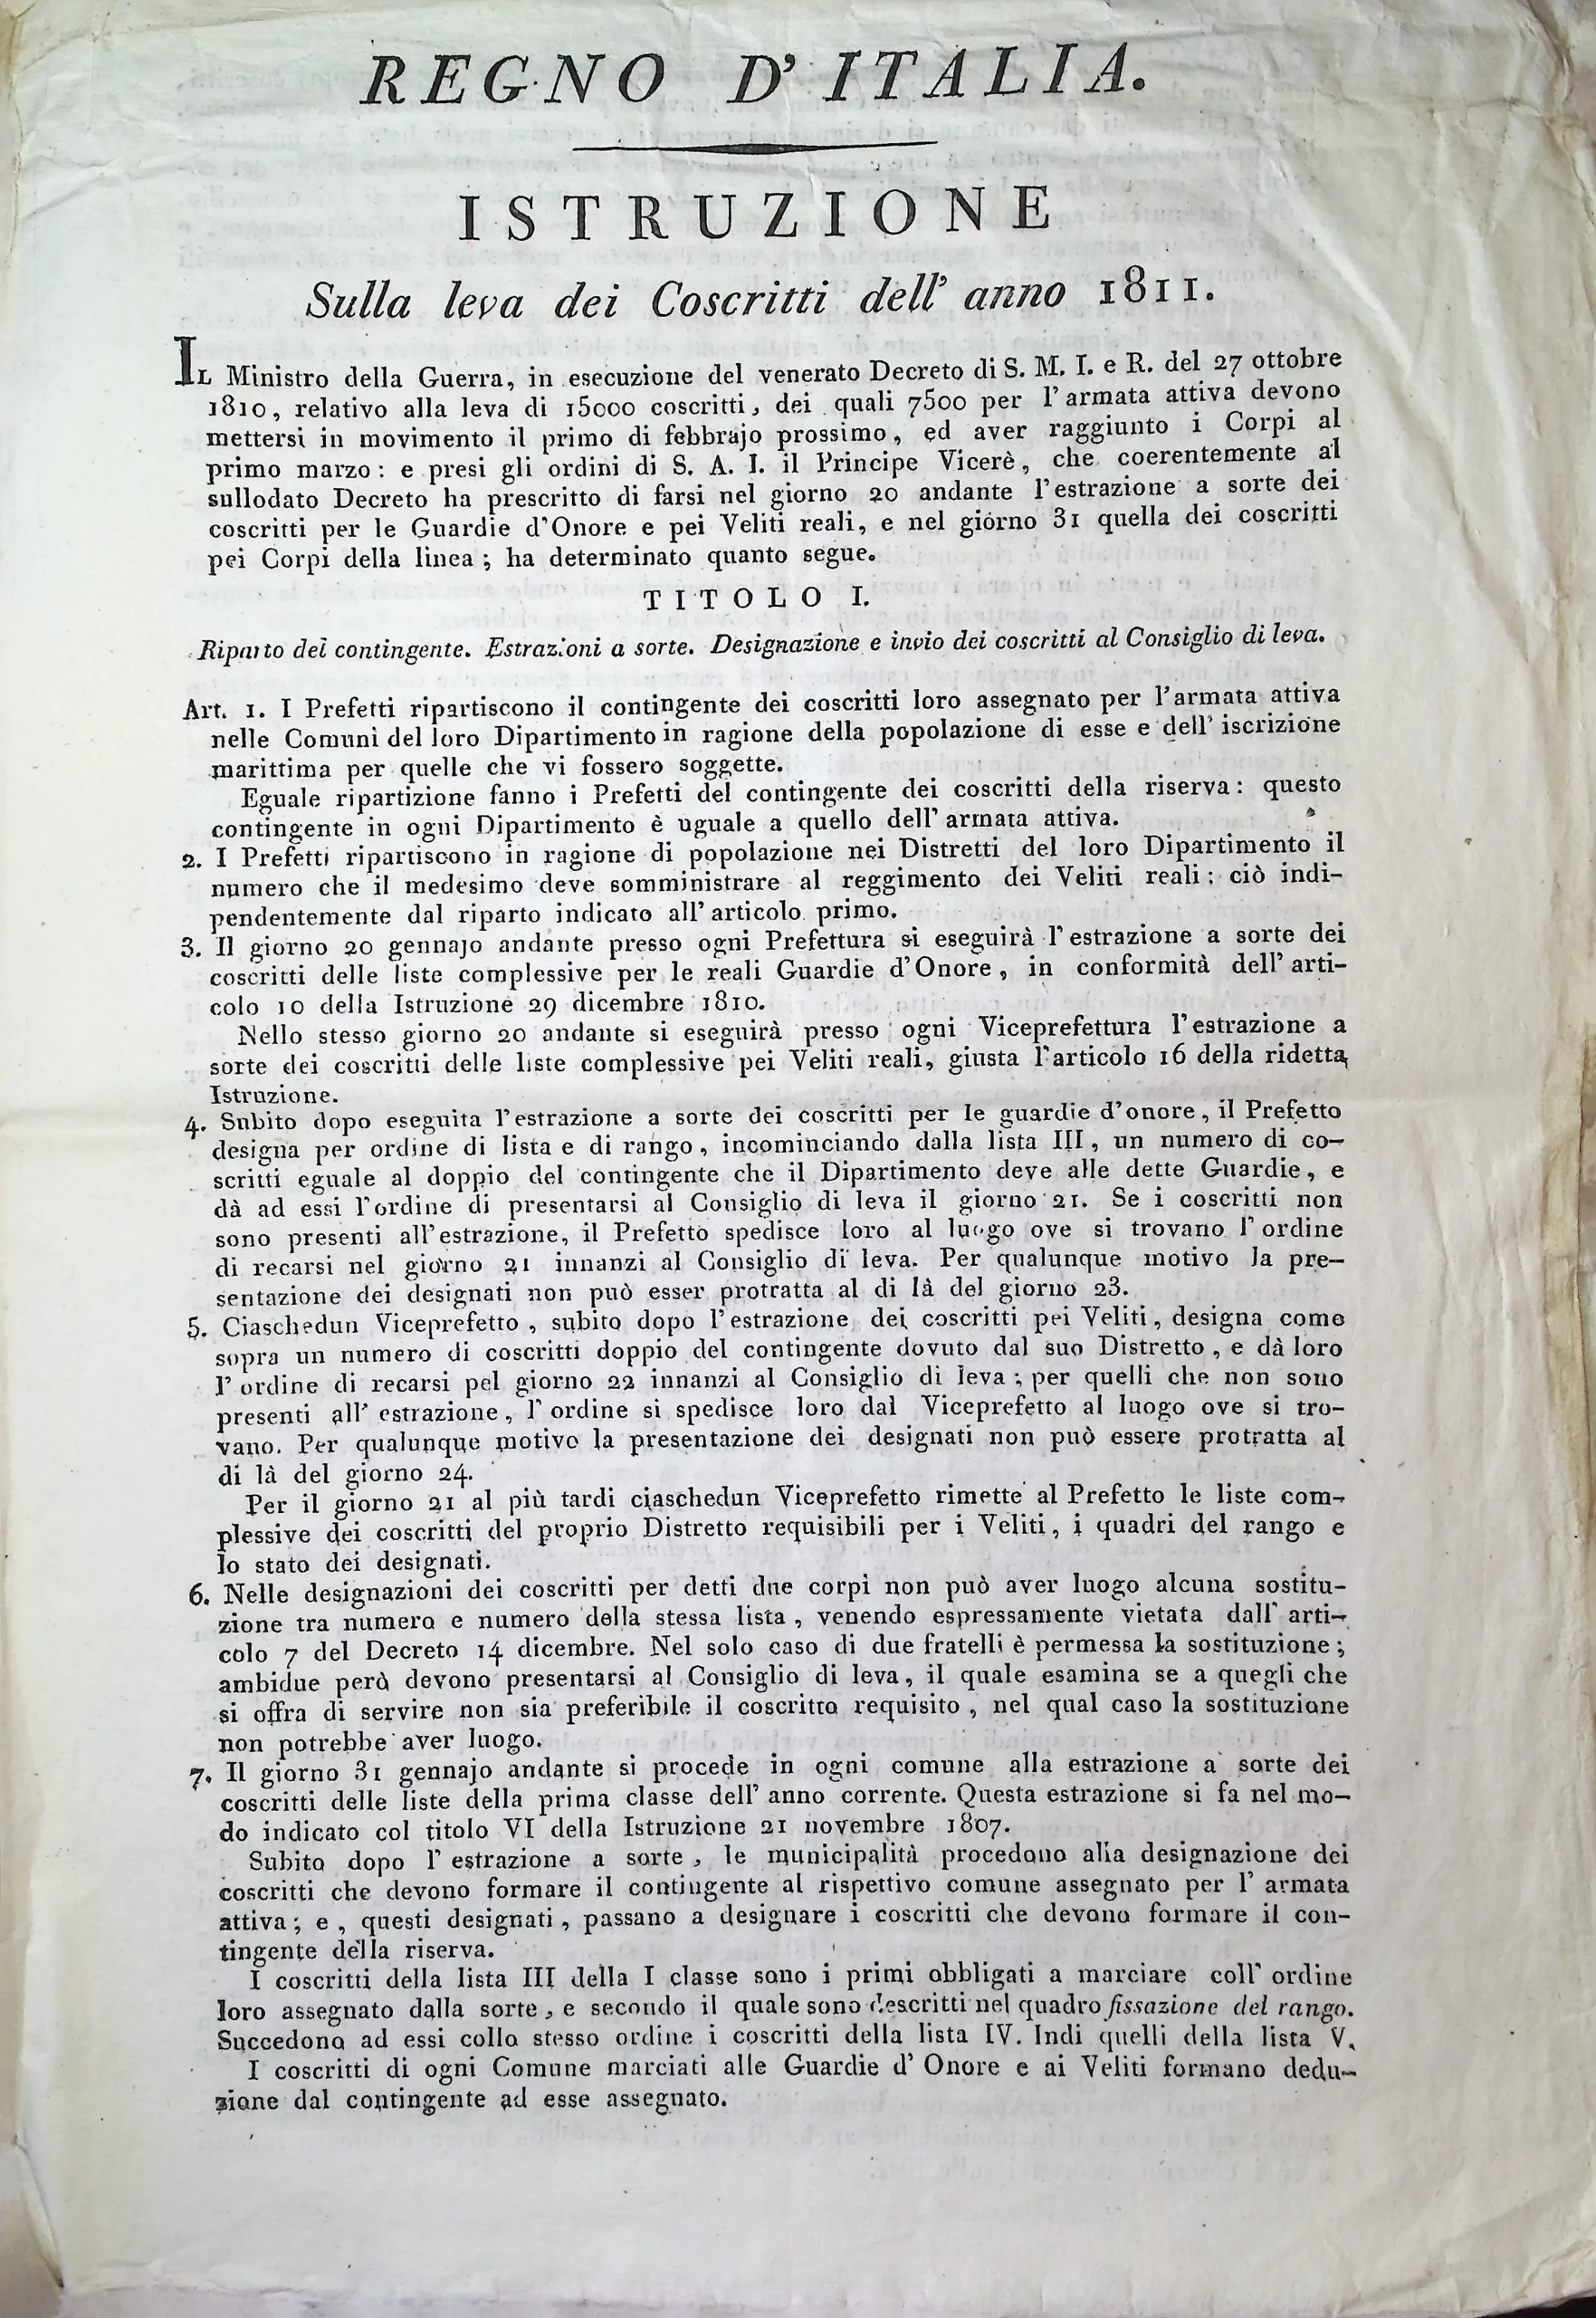 REGNO D' ITALIA.
ISTRUZIONE
Sulla leva dei Coscritti dell' anno 1811.
IL Ministro della Guerra, in esecuzione del venerato Decreto di S. M. I. e R. del 27 ottobre
1810, relativo alla leva di 15000 coscritti, dei quali 7500 per l'armata attiva devono
mettersi in movimento il primo di febbrajo prossimo, ed aver raggiunto i Corpi al
primo marzo: e presi gli ordini di S. A. I. il Principe Vicerè, che coerentemente al
sullodato Decreto ha prescritto di farsi nel giorno 20 andante l'estrazione a sorte dei
coscritti per le Guardie d'Onore e pei Veliti reali, e nel giorno 31 quella dei coscritti
pei Corpi della linea; ha determinato quanto segue.
TITOLO I.
Riparto del contingente. Estrazioni a sorte. Designazione e invio dei coscritti al Consiglio di leva.
Art. 1. I Prefetti ripartiscono il contingente dei coscritti loro assegnato per l'armata attiva
nelle Comuni del loro Dipartimento in ragione della popolazione di esse e dell' iscrizione
marittima per quelle che vi fossero soggette.
Eguale ripartizione fanno i Prefetti del contingente dei coscritti della riserva: questo
contingente in ogni Dipartimento è uguale a quello dell' armata attiva.
2. I Prefetti ripartiscono in ragione di popolazione nei Distretti del loro Dipartimento il
numero che il medesimo deve somministrare al reggimento dei Veliti reali: ciò indi-
pendentemente dal riparto indicato all' articolo primo.
3. Il giorno 20 gennajo andante presso ogni Prefettura si eseguirà l'estrazione a sorte dei
coscritti delle liste complessive per le reali Guardie d'Onore, in conformità dell' arti-
colo 10 della Istruzione 29 dicembre 1810.
Nello stesso giorno 20 andante si eseguirà presso ogni Viceprefettura l'estrazione a
sorte dei coscritti delle liste complessive pei Veliti reali, giusta l'articolo 16 della ridetta
Istruzione.
4. Subito dopo eseguita l'estrazione a sorte dei coscritti per le guardie d'onore, il Prefetto
designa per ordine di lista e di rango, incominciando dalla lista III, un numero di co-
scritti eguale al doppio del contingente che il Dipartimento deve alle dette Guardie, e
dà ad essi l'ordine di presentarsi al Consiglio di leva il giorno 21. Se i coscritti non
sono presenti all'estrazione, il Prefetto spedisce loro al luogo ove si trovano l'ordine
di recarsi nel giorno 21 innanzi al Consiglio di leva. Per qualunque motivo la pre-
sentazione dei designati non può esser protratta al di là del giorno 23.
5. Ciaschedun Viceprefetto, subito dopo l'estrazione dei coscritti pei Veliti, designa come
sopra un numero di coscritti doppio del contingente dovuto dal suo Distretto, e dà loro
l'ordine di recarsi pel giorno 22 innanzi al Consiglio di leva; per quelli che non sono
presenti all' estrazione, l'ordine si spedisce loro dal Viceprefetto al luogo ove si tro-
vano. Per qualunque motivo la presentazione dei designati non può essere protratta al
di là del giorno 24.
Per il giorno 21 al più tardi ciaschedun Viceprefetto rimette al Prefetto le liste com-
plessive dei coscritti del proprio Distretto requisibili per i Veliti, i quadri del rango e
lo stato dei designati.
6. Nelle designazioni dei coscritti per detti due corpi non può aver luogo alcuna sostitu-
zione tra numero e numero della stessa lista, venendo espressamente vietata dall' arti-
colo 7 del Decreto 14 dicembre. Nel solo caso di due fratelli è permessa la sostituzione;
ambidue però devono presentarsi al Consiglio di leva, il quale esamina se a quegli che
si offra di servire non sia preferibile il coscritto requisito, nel qual caso la sostituzione
non potrebbe aver luogo.
7. Il giorno 31 gennajo andante si procede in ogni comune alla estrazione a sorte dei
coscritti delle liste della prima classe dell' anno corrente. Questa estrazione si fa nel mo-
do indicato col titolo VI della Istruzione 21 novembre 1807.
Subito dopo l'estrazione a sorte, le municipalità procedono alla designazione dei
coscritti che devono formare il contingente al rispettivo comune assegnato per l'armata
attiva; e, questi designati, passano a designare i coscritti che devono formare il con-
tingente della riserva.
I coscritti della lista III della I classe sono i primi obbligati a marciare coll' ordine
loro assegnato dalla sorte, e secondo il quale sono descritti nel quadro fissazione del rango.
Succedono ad essi collo stesso ordine i coscritti della lista IV. Indi quelli della lista V.
I coscritti di ogni Comune marciati alle Guardie d' Onore e ai Veliti formano dedu-
zione dal contingente ad esse assegnato.